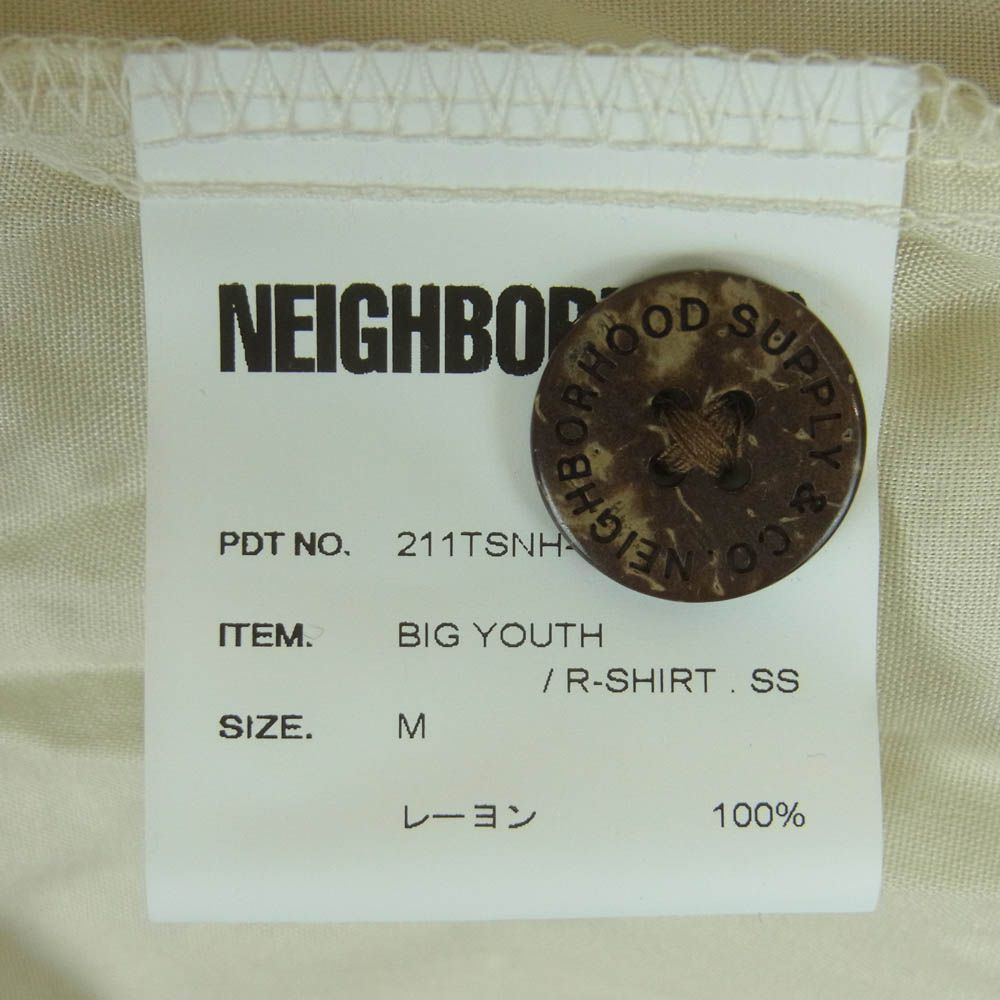 NEIGHBOR
NEIGHBORHOOD SUPPLY & CO.
PDT NO. 211TSNH-
ITEM. BIG YOUTH
/ R-SHIRT . SS
SIZE. M
レーヨン 100%